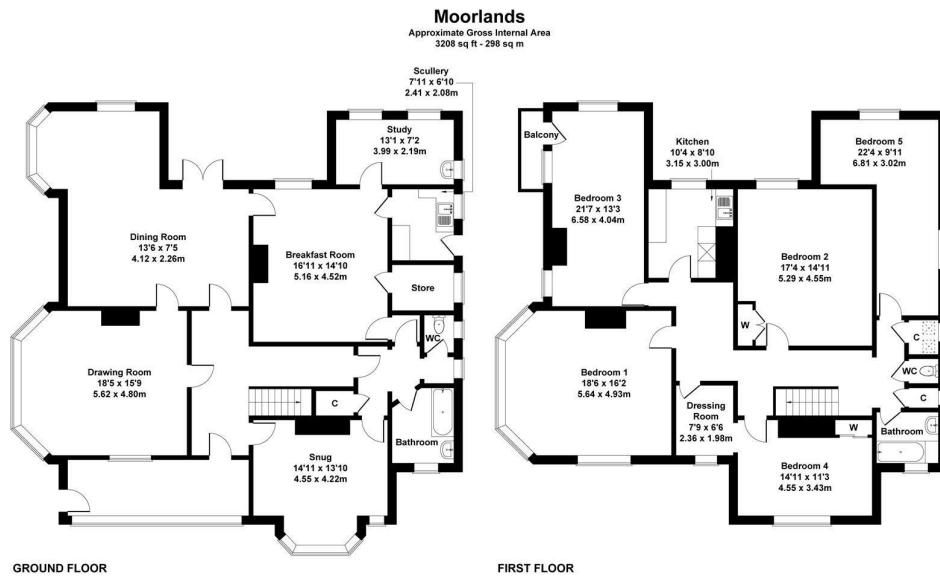 Moorlands
Approximate Gross Internal Area
3208 sq ft - 298 sq m
Scullery
7'11 x 6'10
2.41 x 2.08m
Study
13'1 x 7'2
3.99 x 2.19m
Dining Room
13'6 x 7'5
4.12 x 2.26m
Breakfast Room
16'11 x 14'10
5.16 x 4.52m
Store
WC
Drawing Room
18'5 x 15'9
5.62 x 4.80m
C
Bathroom
Snug
14'11 x 13'10
4.55 x 4.22m
GROUND FLOOR
Balcony
Kitchen
10'4 x 8'10
3.15 x 3.00m
Bedroom 5
22'4 x 9'11
6.81 x 3.02m
Bedroom 3
21'7 x 13'3
6.58 x 4.04m
Bedroom 2
17'4 x 14'11
5.29 x 4.55m
W
C
WC
C
Bedroom 1
18'6 x 16'2
5.64 x 4.93m
Dressing
Room
7'9 x 6'6
2.36 x 1.98m
W
Bathroom
Bedroom 4
14'11 x 11'3
4.55 x 3.43m
FIRST FLOOR